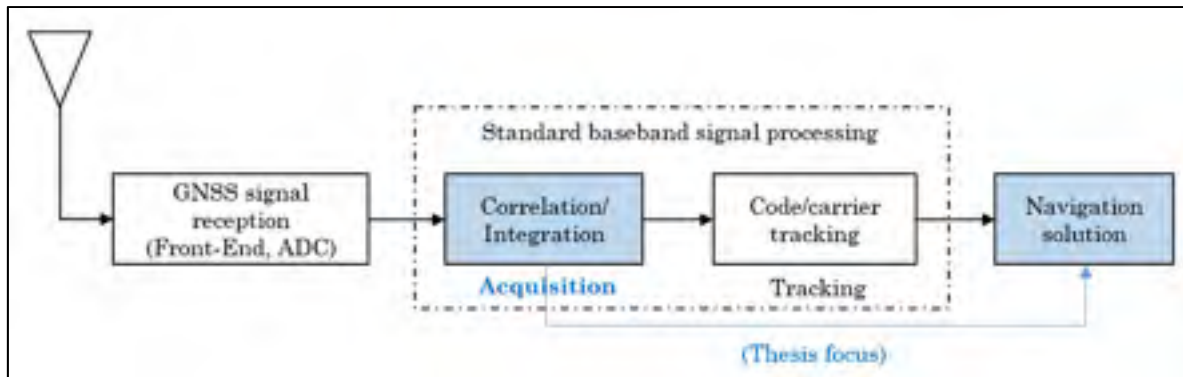 Standard baseband signal processing
GNSS signal
reception
(Front-End, ADC)
Correlation/
Integration
Code/carrier
tracking
Navigation
solution
Acquisition
Tracking
(Thesis focus)